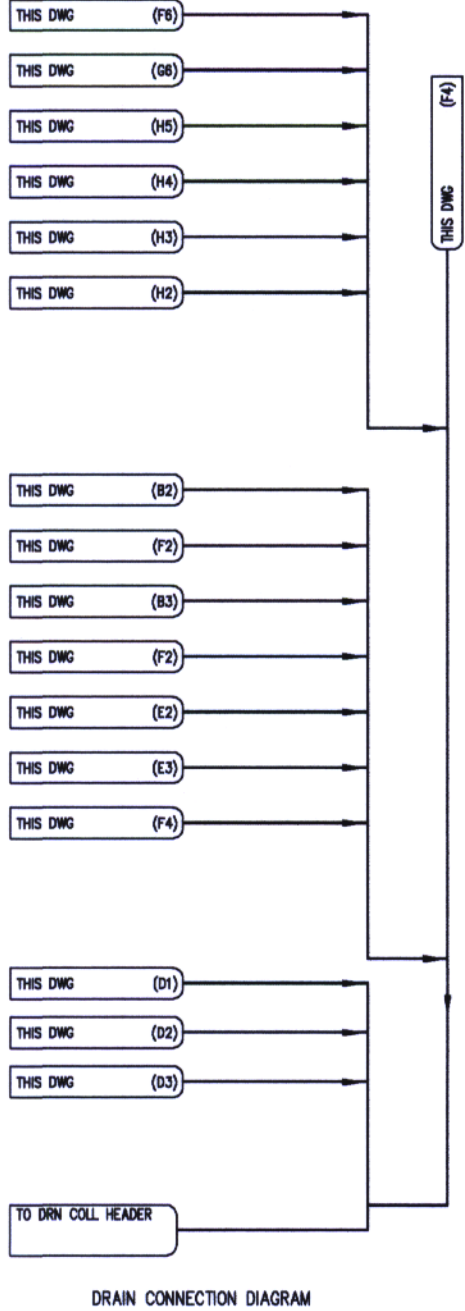 THIS DWG (F6)
THIS DWG (G6)
THIS DWG (H5)
THIS DWG (H4)
THIS DWG (H3)
THIS DWG (H2)
THIS DWG (F4)
THIS DWG (B2)
THIS DWG (F2)
THIS DWG (B3)
THIS DWG (F2)
THIS DWG (E2)
THIS DWG (E3)
THIS DWG (F4)
THIS DWG (D1)
THIS DWG (D2)
THIS DWG (D3)
TO DRN COLL HEADER
DRAIN CONNECTION DIAGRAM